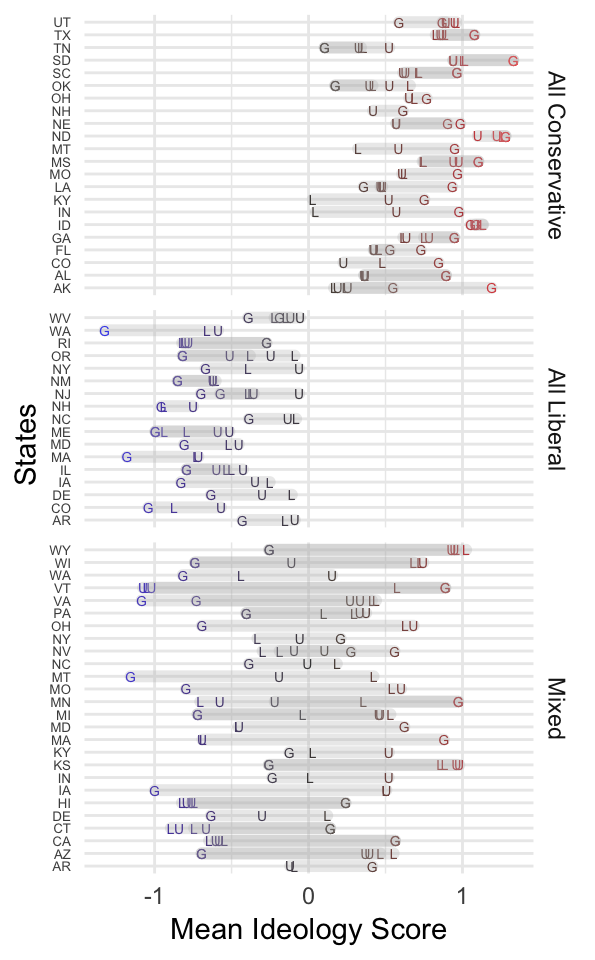 UT
TX
TN
SD
SC
OK
OH
NH
NE
ND
MT
MS
MO
LA
KY
IN
ID
GA
FL
CO
AL
AK
All Conservative
WV
WA
RI
OR
NY
NM
NJ
NH
NC
ME
MD
MA
IL
IA
DE
CO
AR
All Liberal
WY
WI
WA
VT
VA
PA
OH
NY
NV
NC
MT
MO
MN
MI
MD
MA
KY
KS
IN
IA
HI
DE
CT
CA
AZ
AR
Mixed
States
-1 0 1
Mean Ideology Score